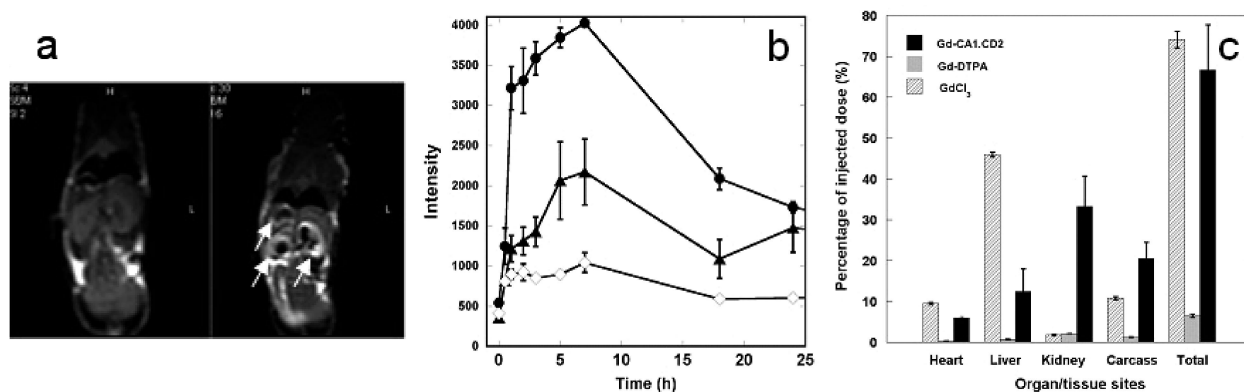 a
b
c
H
H
L
L
4000
3500
3000
2500
2000
1500
1000
500
0
Intensity
0
5
10
15
20
25
Time (h)
80
70
60
50
40
30
20
10
0
Percentage of injected dose (%)
Gd-CA1.CD2
Gd-DTPA
GdCl₃
Heart Liver Kidney Carcass Total
Organ/tissue sites